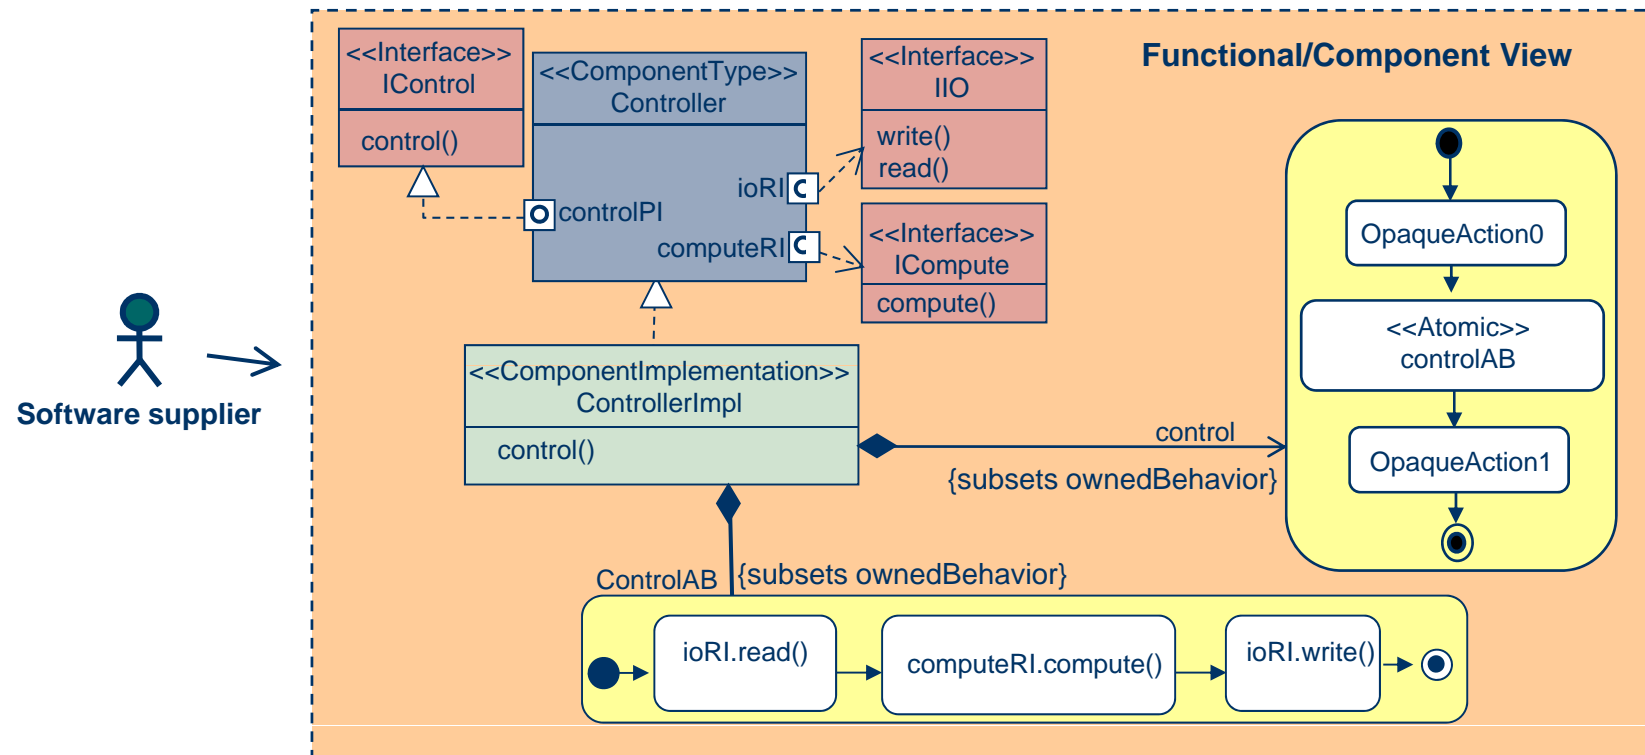 Functional/Component View
<<Interface>>
IControl
control()
<<ComponentType>>
Controller
ioRI
controlPI
computeRI
<<Interface>>
IIO
write()
read()
<<Interface>>
ICompute
compute()
Software supplier
<<ComponentImplementation>>
ControllerImpl
control()
control
{subsets ownedBehavior}
OpaqueAction0
<<Atomic>>
controlAB
OpaqueAction1
ControlAB
{subsets ownedBehavior}
ioRI.read()
computeRI.compute()
ioRI.write()